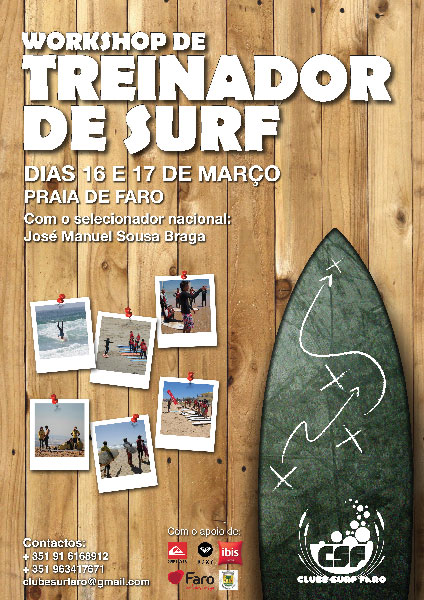 WORKSHOP DE
TREINADOR
DE SURF
DIAS 16 E 17 DE MARÇO
PRAIA DE FARO
Com o selecionador nacional:
José Manuel Sousa Braga
Contactos:
+ 351 91 6168912
+ 351 963417671
clubesurfaro@gmail.com
Com o apoio de:
ibis
Faro
CSF
CLUBE SURF FARO